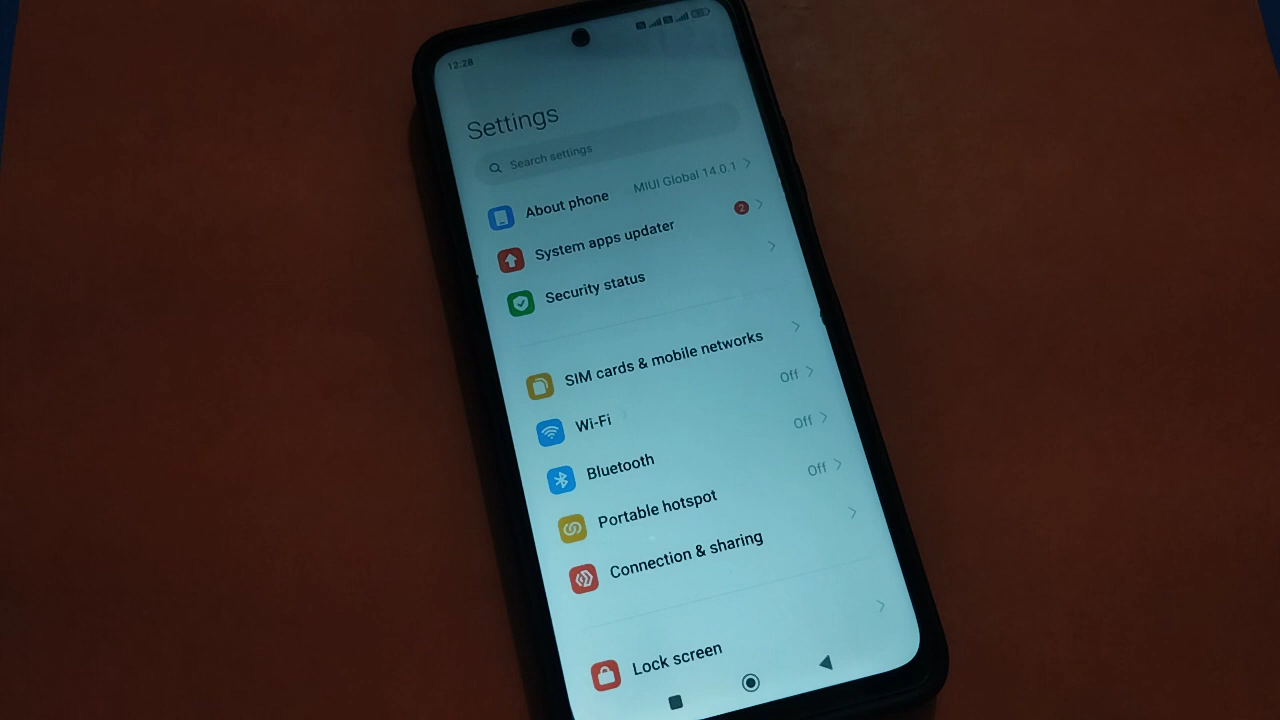 12:28
Settings
Search settings
About phone MIUI Global 14.0.1
System apps updater 2
Security status
SIM cards & mobile networks
Wi-Fi Off
Bluetooth Off
Portable hotspot Off
Connection & sharing
Lock screen